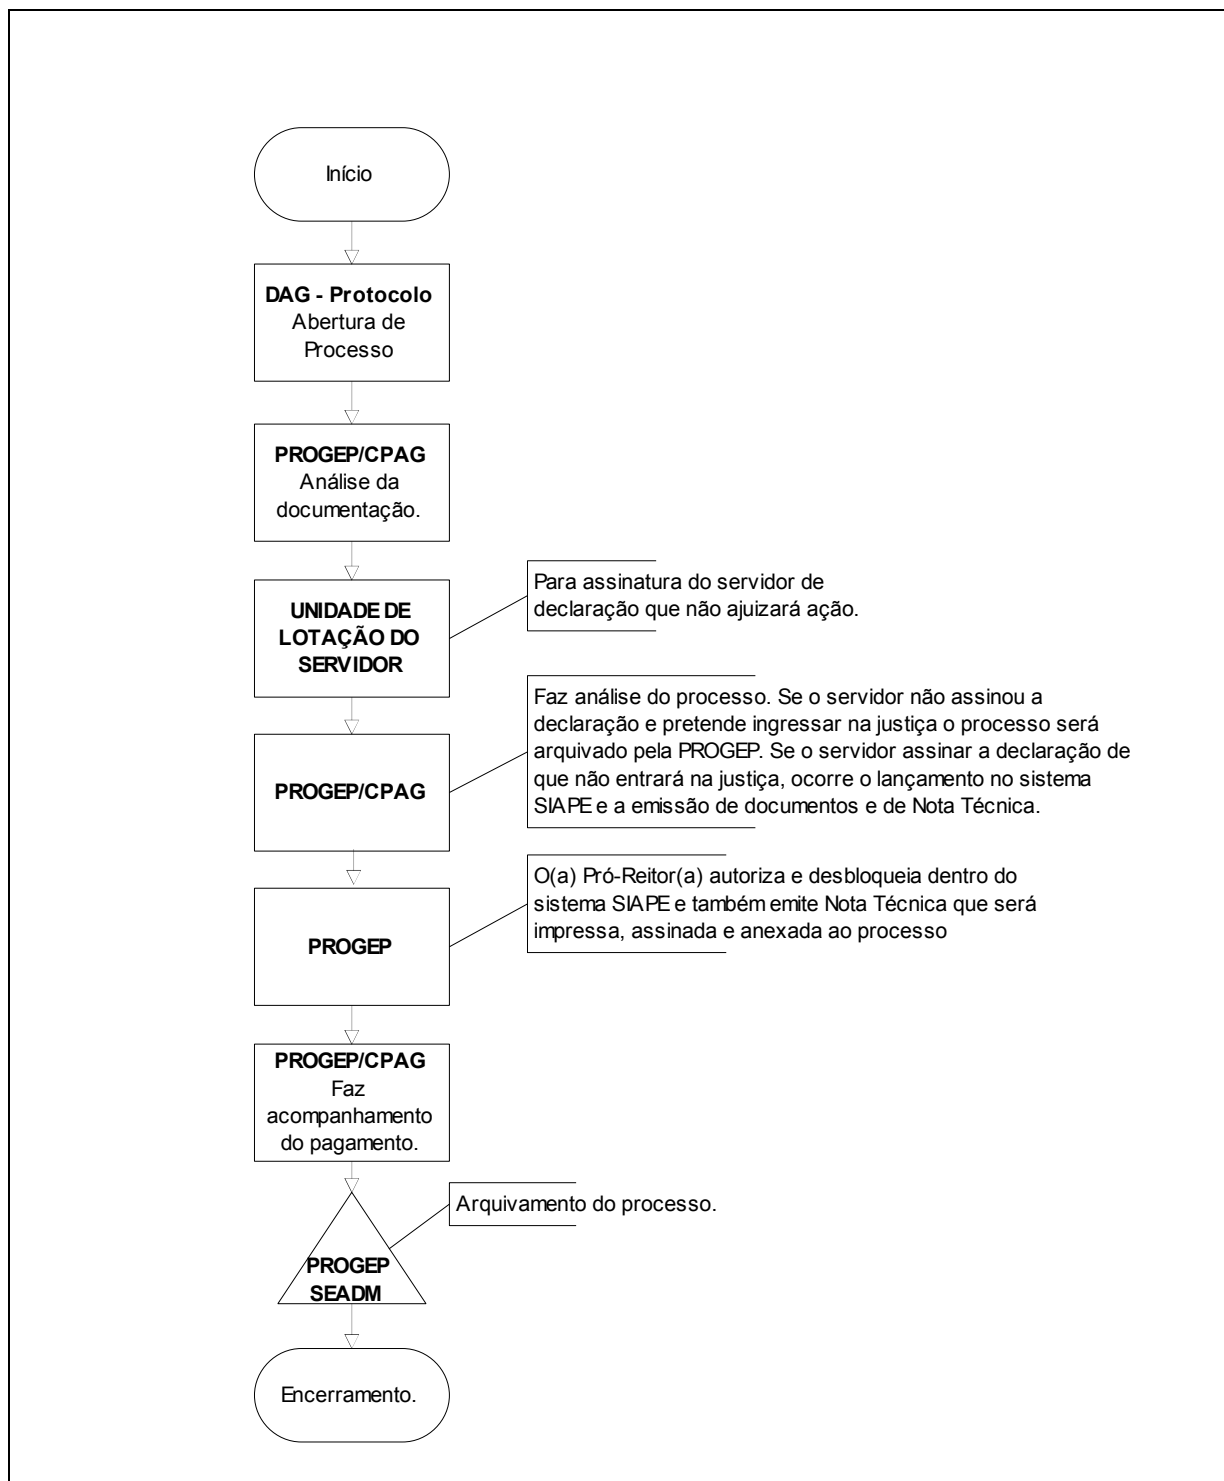 Início
DAG - Protocolo
Abertura de
Processo
PROGEP/CPAG
Análise da
documentação.
UNIDADE DE
LOTAÇÃO DO
SERVIDOR
Para assinatura do servidor de
declaração que não ajuizará ação.
PROGEP/CPAG
Faz análise do processo. Se o servidor não assinou a
declaração e pretende ingressar na justiça o processo será
arquivado pela PROGEP. Se o servidor assinar a declaração de
que não entrará na justiça, ocorre o lançamento no sistema
SIAPE e a emissão de documentos e de Nota Técnica.
PROGEP
O(a) Pró-Reitor(a) autoriza e desbloqueia dentro do
sistema SIAPE e também emite Nota Técnica que será
impressa, assinada e anexada ao processo
PROGEP/CPAG
Faz
acompanhamento
do pagamento.
Arquivamento do processo.
PROGEP
SEADM
Encerramento.